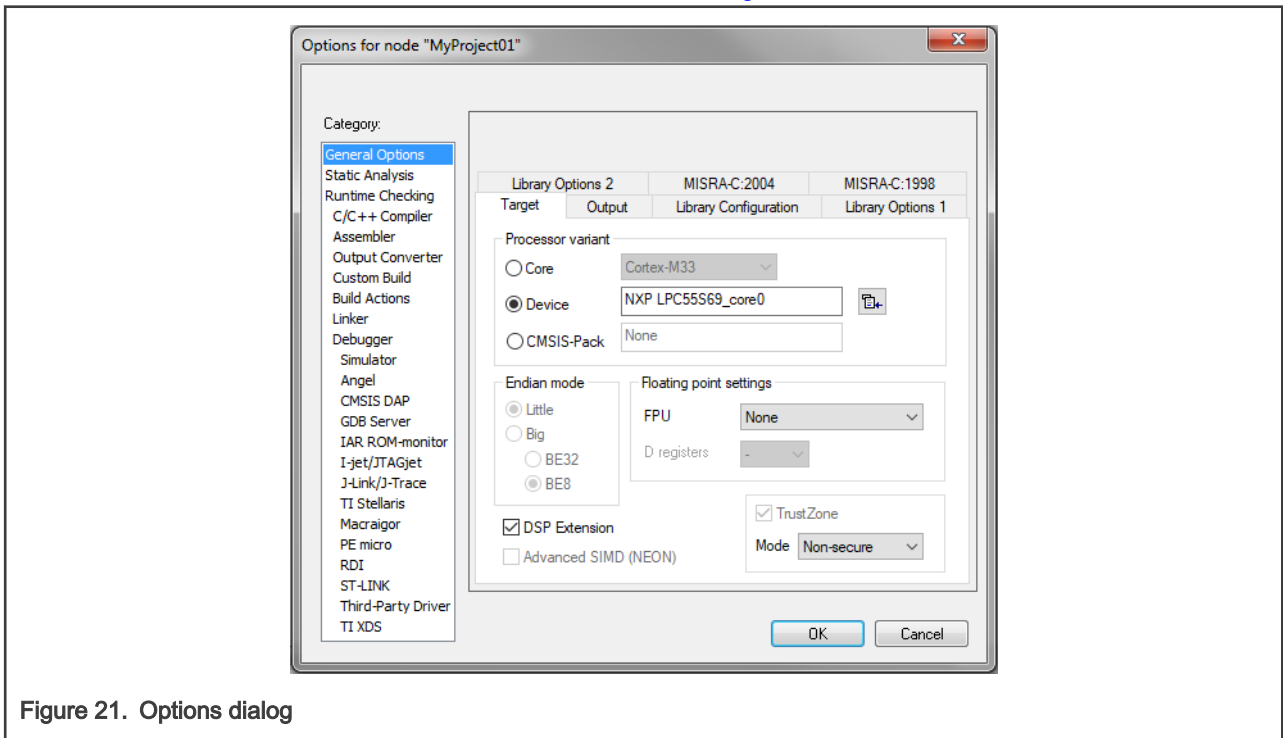 Options for node "MyProject01"
Category:
General Options
Static Analysis
Runtime Checking
C/C++ Compiler
Assembler
Output Converter
Custom Build
Build Actions
Linker
Debugger
Simulator
Angel
CMSIS DAP
GDB Server
IAR ROM-monitor
I-jet/JTAGjet
J-Link/J-Trace
TI Stellaris
Macraigor
PE micro
RDI
ST-LINK
Third-Party Driver
TI XDS
Library Options 2 MISRA-C:2004 MISRA-C:1998
Target Output Library Configuration Library Options 1
Processor variant
Core Cortex-M33
Device NXP LPC55S69_core0
CMSIS-Pack None
Endian mode
Little
Big
BE32
BE8
Floating point settings
FPU None
D registers -
DSP Extension
Advanced SIMD (NEON)
TrustZone
Mode Non-secure
OK Cancel
Figure 21. Options dialog